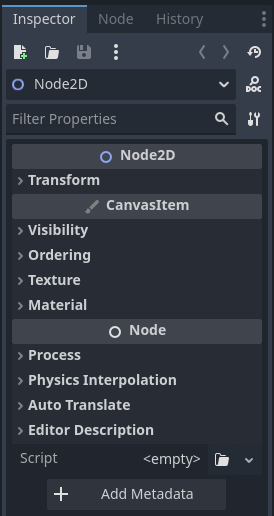 Inspector Node History
Node2D
DOC
Filter Properties
Node2D
Transform
CanvasItem
Visibility
Ordering
Texture
Material
Node
Process
Physics Interpolation
Auto Translate
Editor Description
Script <empty>
Add Metadata